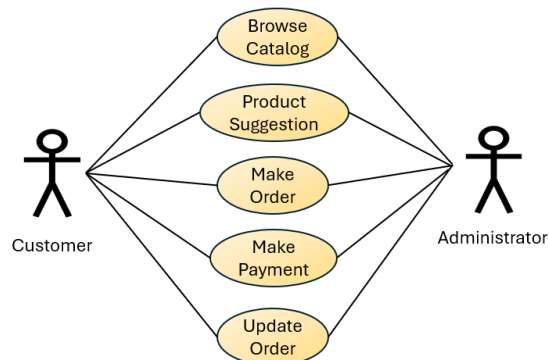 Browse
Catalog
Product
Suggestion
Make
Order
Customer
Administrator
Make
Payment
Update
Order